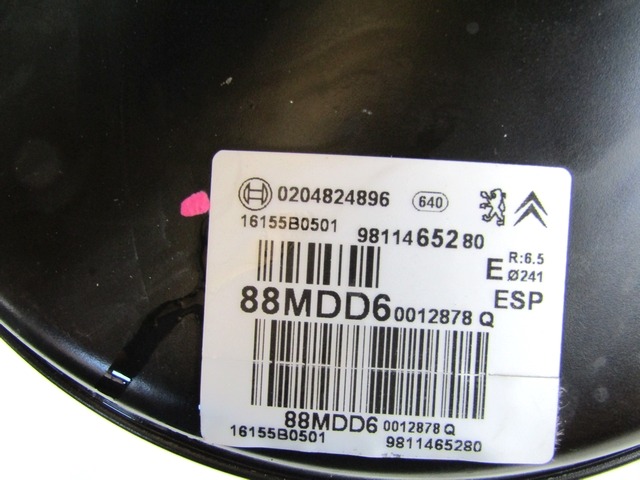 0204824896 640
16155B0501
9811465280
E R:6.5
Ø241
88MDD6 0012878 Q ESP
88MDD6 0012878 Q
16155B0501 9811465280